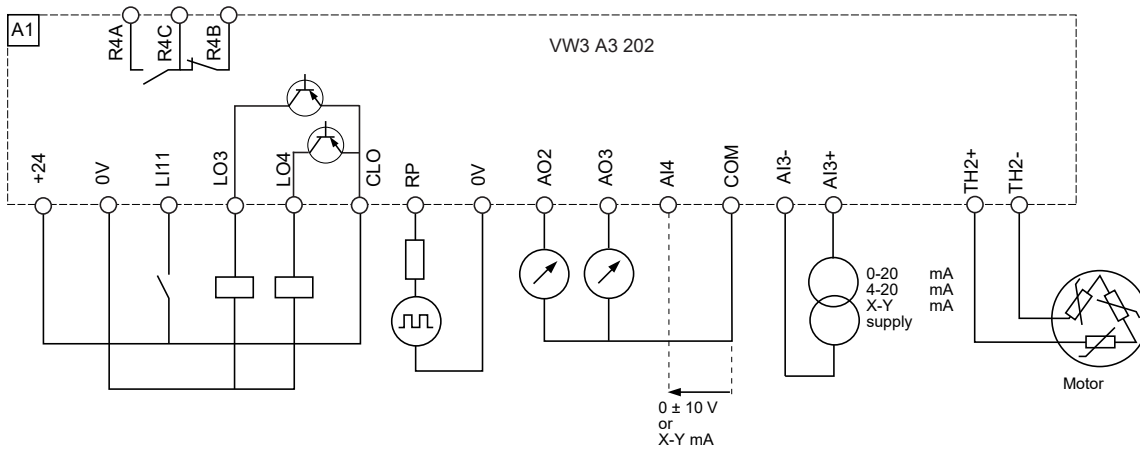 A1
R4A
R4C
R4B
VW3 A3 202
+24
0V
LI11
LO3
LO4
CLO
RP
0V
AO2
AO3
AI4
COM
AI3-
AI3+
TH2+
TH2-
0-20 mA
4-20 mA
X-Y mA
supply
Motor
0 ± 10 V
or
X-Y mA